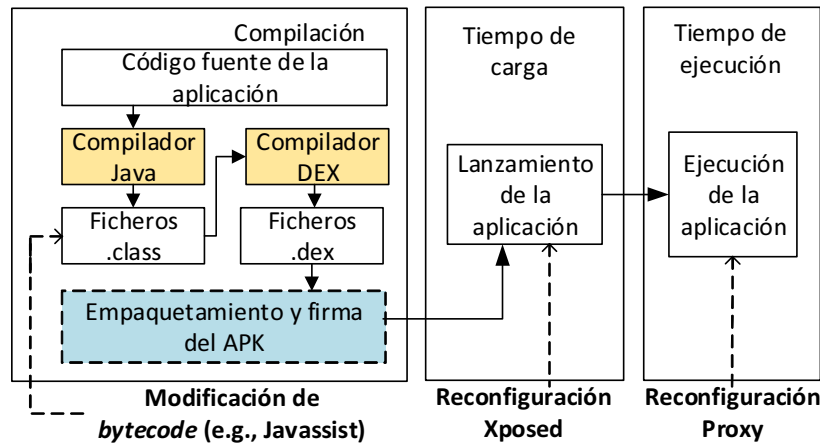 Compilación
Código fuente de la
aplicación
Compilador
Java
Compilador
DEX
Ficheros
.class
Ficheros
.dex
Empaquetamiento y firma
del APK
Modificación de
bytecode (e.g., Javassist)
Tiempo de
carga
Lanzamiento
de la
aplicación
Reconfiguración
Xposed
Tiempo de
ejecución
Ejecución
de la
aplicación
Reconfiguración
Proxy